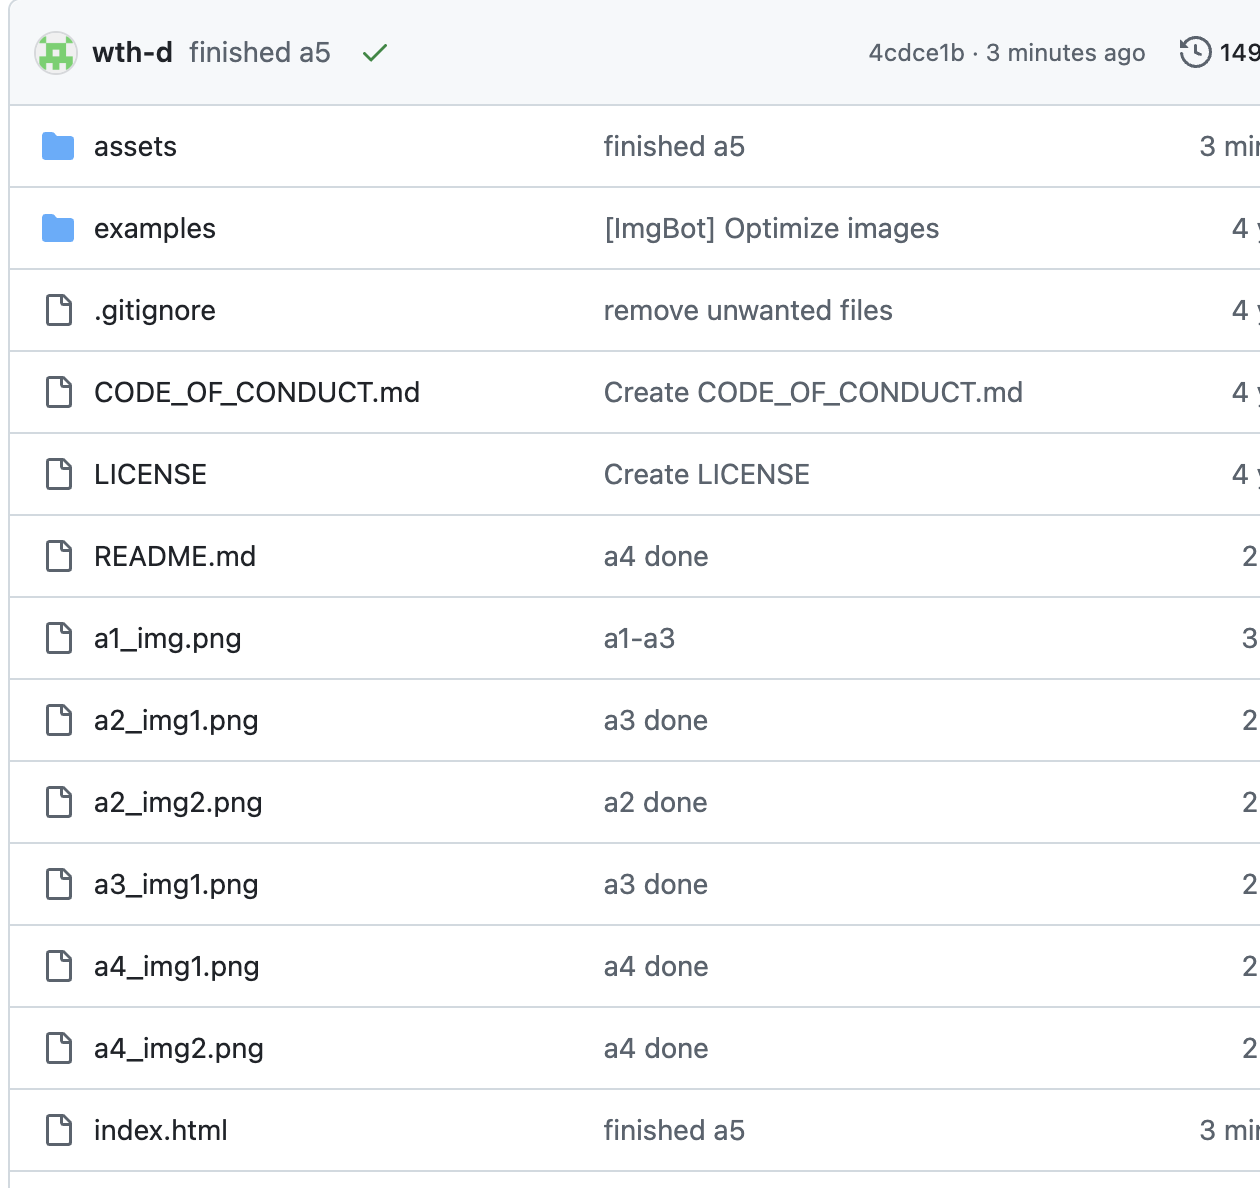 wth-d finished a5 4cdce1b · 3 minutes ago 149
assets finished a5 3
examples [ImgBot] Optimize images 4
.gitignore remove unwanted files 4
CODE_OF_CONDUCT.md Create CODE_OF_CONDUCT.md 4
LICENSE Create LICENSE 4
README.md a4 done 2
a1_img.png a1-a3 3
a2_img1.png a3 done 2
a2_img2.png a2 done 2
a3_img1.png a3 done 2
a4_img1.png a4 done 2
a4_img2.png a4 done 2
index.html finished a5 3